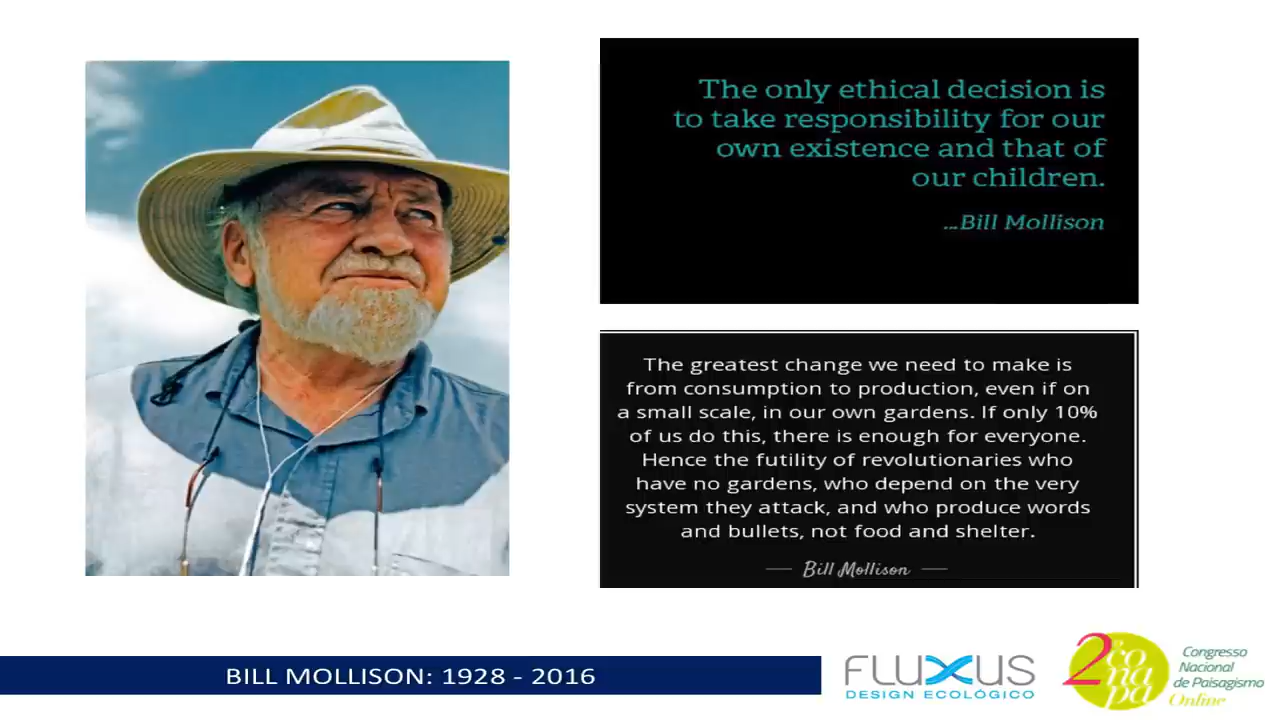 The only ethical decision is
to take responsibility for our
own existence and that of
our children.
...Bill Mollison
The greatest change we need to make is
from consumption to production, even if on
a small scale, in our own gardens. If only 10%
of us do this, there is enough for everyone.
Hence the futility of revolutionaries who
have no gardens, who depend on the very
system they attack, and who produce words
and bullets, not food and shelter.
Bill Mollison
BILL MOLLISON: 1928 - 2016
FLUXUS
DESIGN ECOLÓGICO
2º
co
na
pa
Congresso
Nacional
de Paisagismo
Online